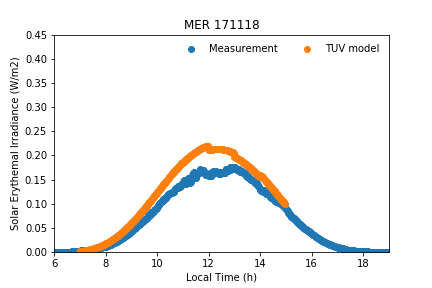 MER 171118
Measurement TUV model
Solar Erythemal Irradiance (W/m2)
0.45
0.40
0.35
0.30
0.25
0.20
0.15
0.10
0.05
0.00
6 8 10 12 14 16 18
Local Time (h)